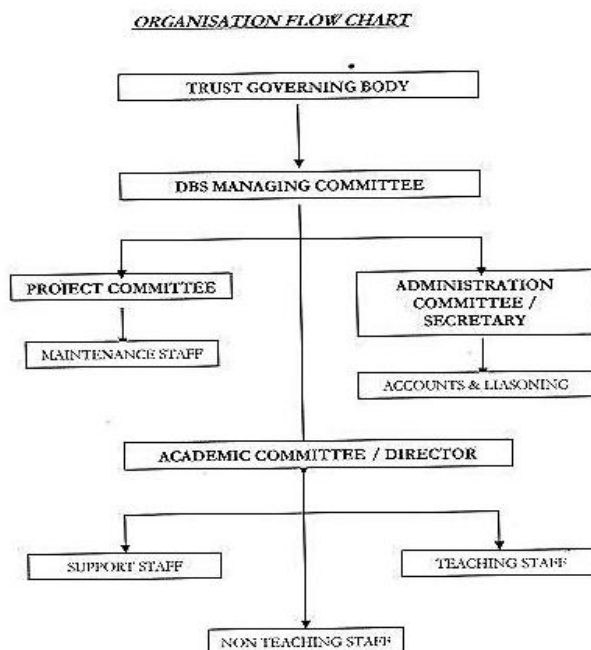 ORGANISATION FLOW CHART
TRUST GOVERNING BODY
DBS MANAGING COMMITTEE
PROJECT COMMITTEE
ADMINISTRATION
COMMITTEE /
SECRETARY
MAINTENANCE STAFF
ACCOUNTS & LIASONING
ACADEMIC COMMITTEE / DIRECTOR
SUPPORT STAFF
TEACHING STAFF
NON TEACHING STAFF